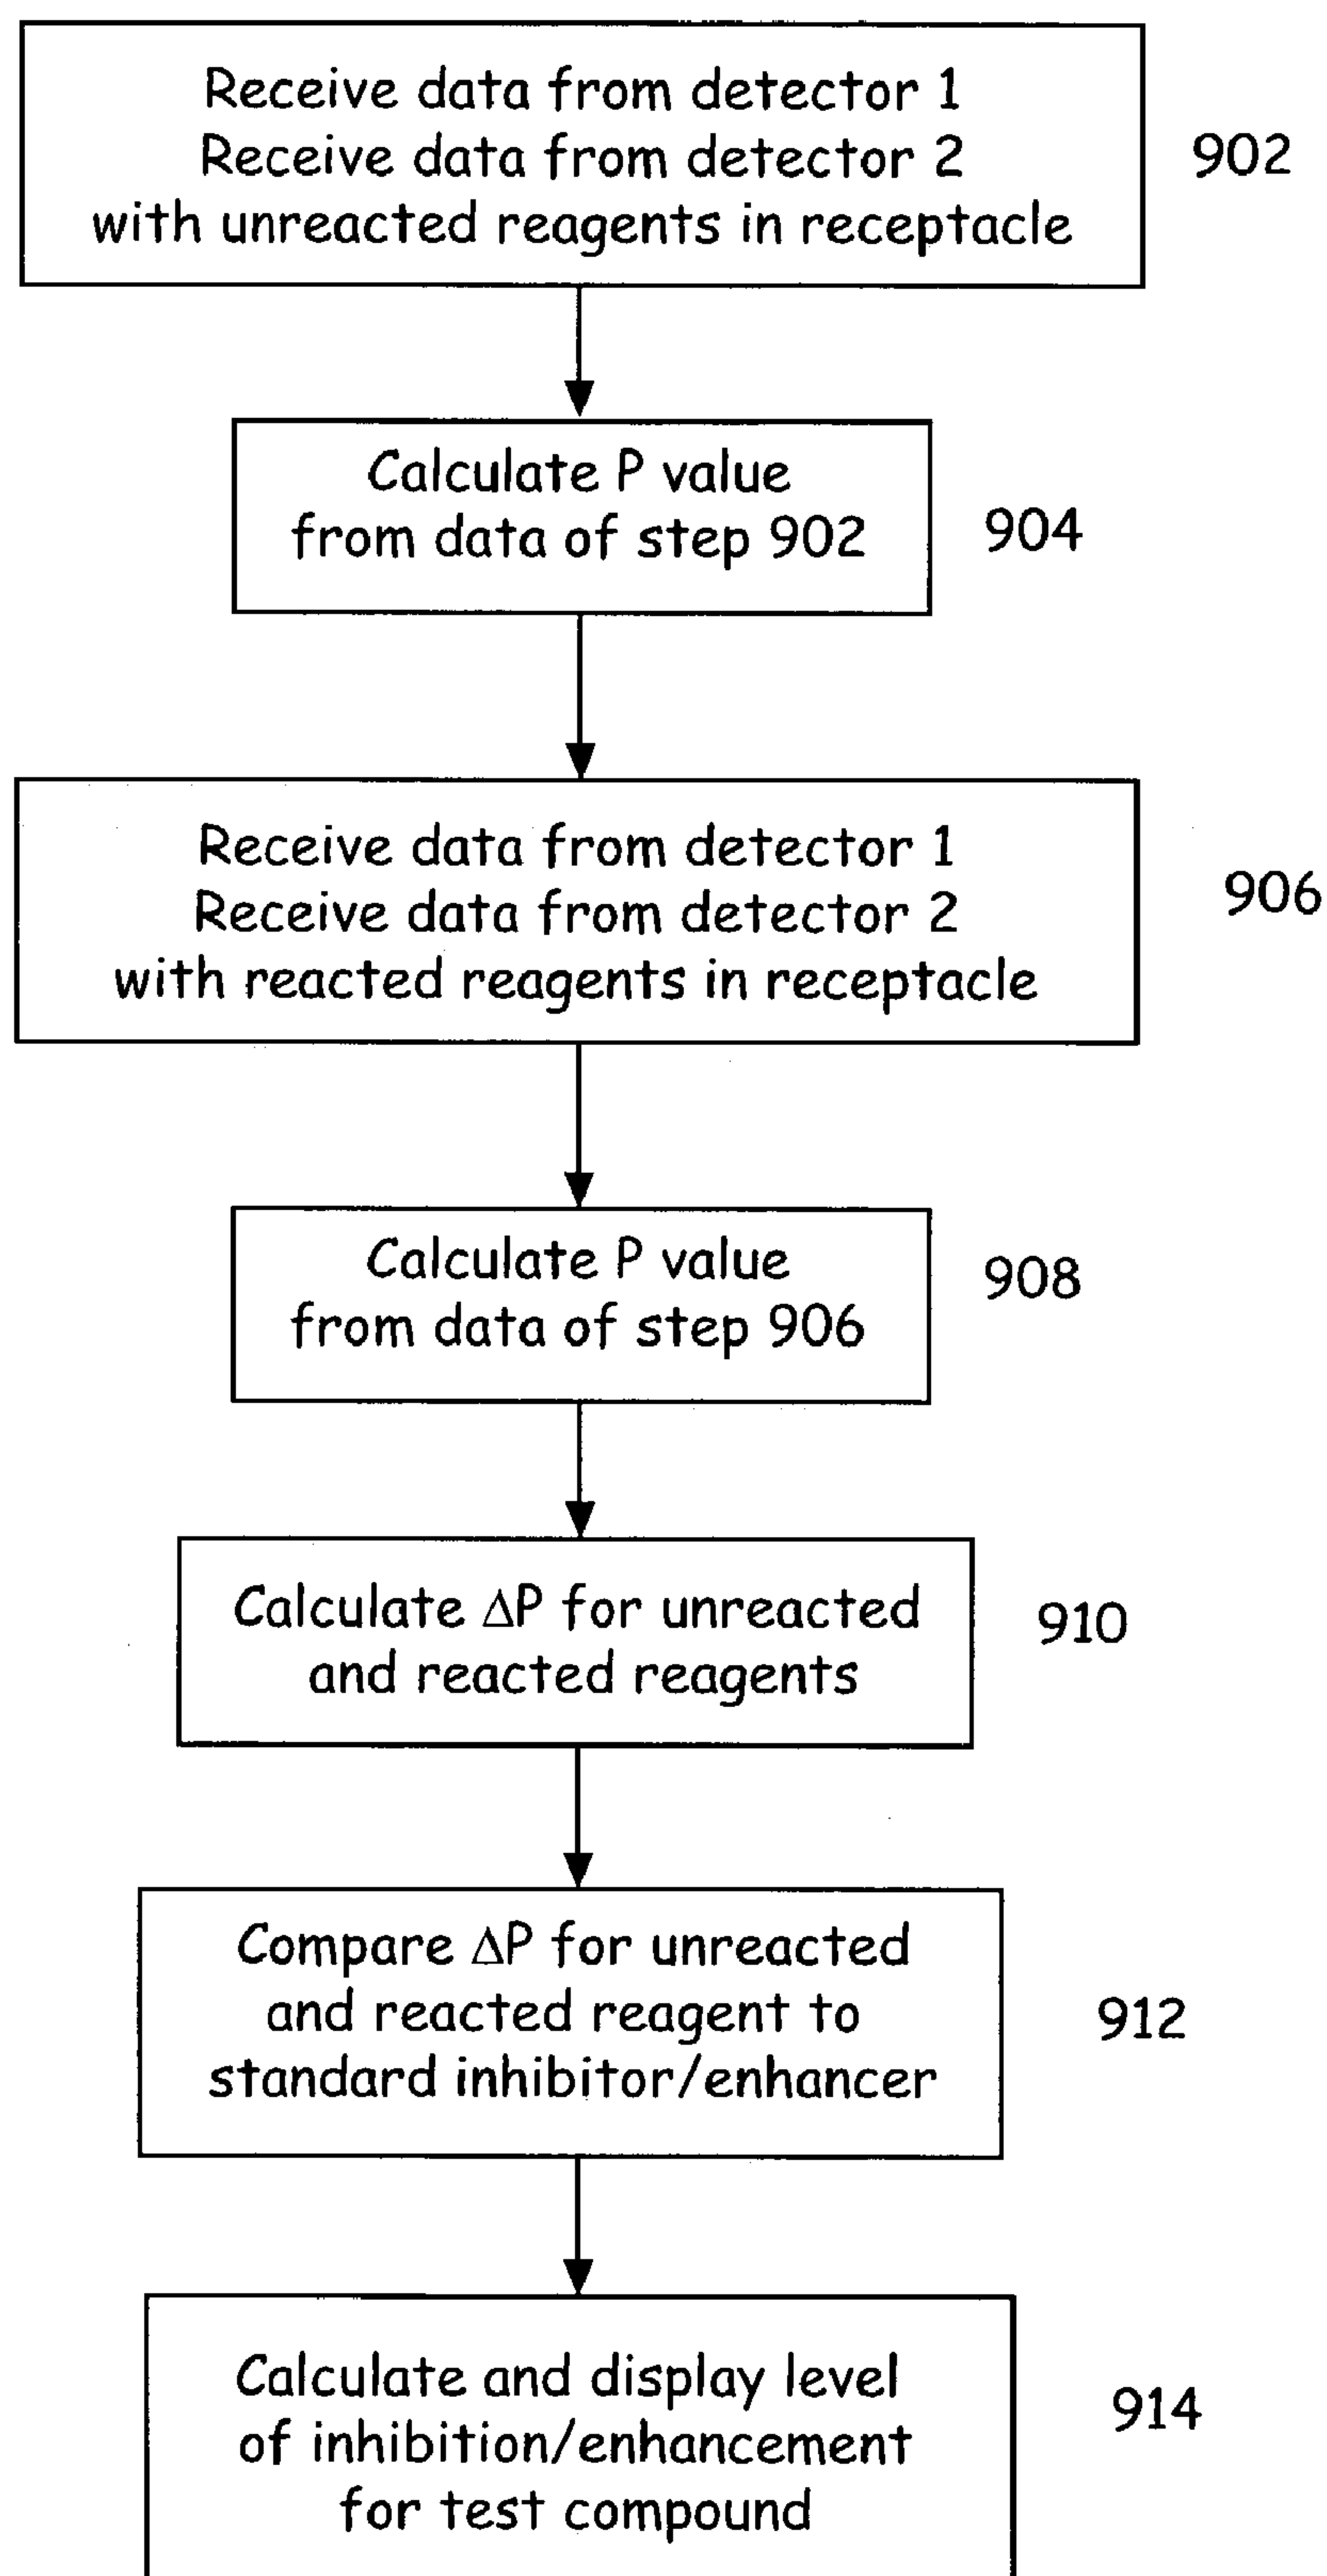 Receive data from detector 1
Receive data from detector 2
with unreacted reagents in receptacle
902
Calculate P value
from data of step 902
904
Receive data from detector 1
Receive data from detector 2
with reacted reagents in receptacle
906
Calculate P value
from data of step 906
908
Calculate ΔP for unreacted
and reacted reagents
910
Compare ΔP for unreacted
and reacted reagent to
standard inhibitor/enhancer
912
Calculate and display level
of inhibition/enhancement
for test compound
914